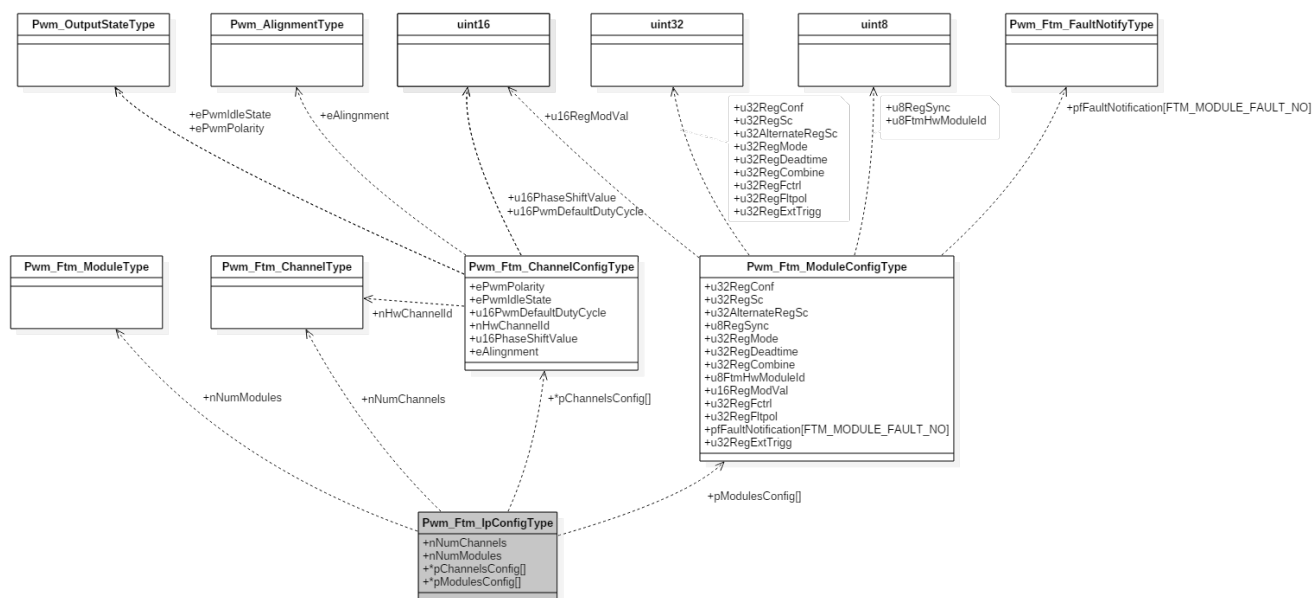 Pwm_OutputStateType
Pwm_AlignmentType
uint16
uint32
uint8
Pwm_Ftm_FaultNotifyType
+ePwmIdleState
+ePwmPolarity
+eAlingnment
+u16RegModVal
+u32RegConf
+u32RegSc
+u32AlternateRegSc
+u32RegMode
+u32RegDeadtime
+u32RegCombine
+u32RegFctrl
+u32RegFltpol
+u32RegExtTrigg
+u8RegSync
+u8FtmHwModuleId
+pfFaultNotification[FTM_MODULE_FAULT_NO]
+u16PhaseShiftValue
+u16PwmDefaultDutyCycle
Pwm_Ftm_ModuleType
Pwm_Ftm_ChannelType
+nHwChannelId
Pwm_Ftm_ChannelConfigType
+ePwmPolarity
+ePwmIdleState
+u16PwmDefaultDutyCycle
+nHwChannelId
+u16PhaseShiftValue
+eAlingnment
Pwm_Ftm_ModuleConfigType
+u32RegConf
+u32RegSc
+u32AlternateRegSc
+u8RegSync
+u32RegMode
+u32RegDeadtime
+u32RegCombine
+u8FtmHwModuleId
+u16RegModVal
+u32RegFctrl
+u32RegFltpol
+pfFaultNotification[FTM_MODULE_FAULT_NO]
+u32RegExtTrigg
+nNumModules
+nNumChannels
+*pChannelsConfig[]
+pModulesConfig[]
Pwm_Ftm_IpConfigType
+nNumChannels
+nNumModules
+*pChannelsConfig[]
+*pModulesConfig[]